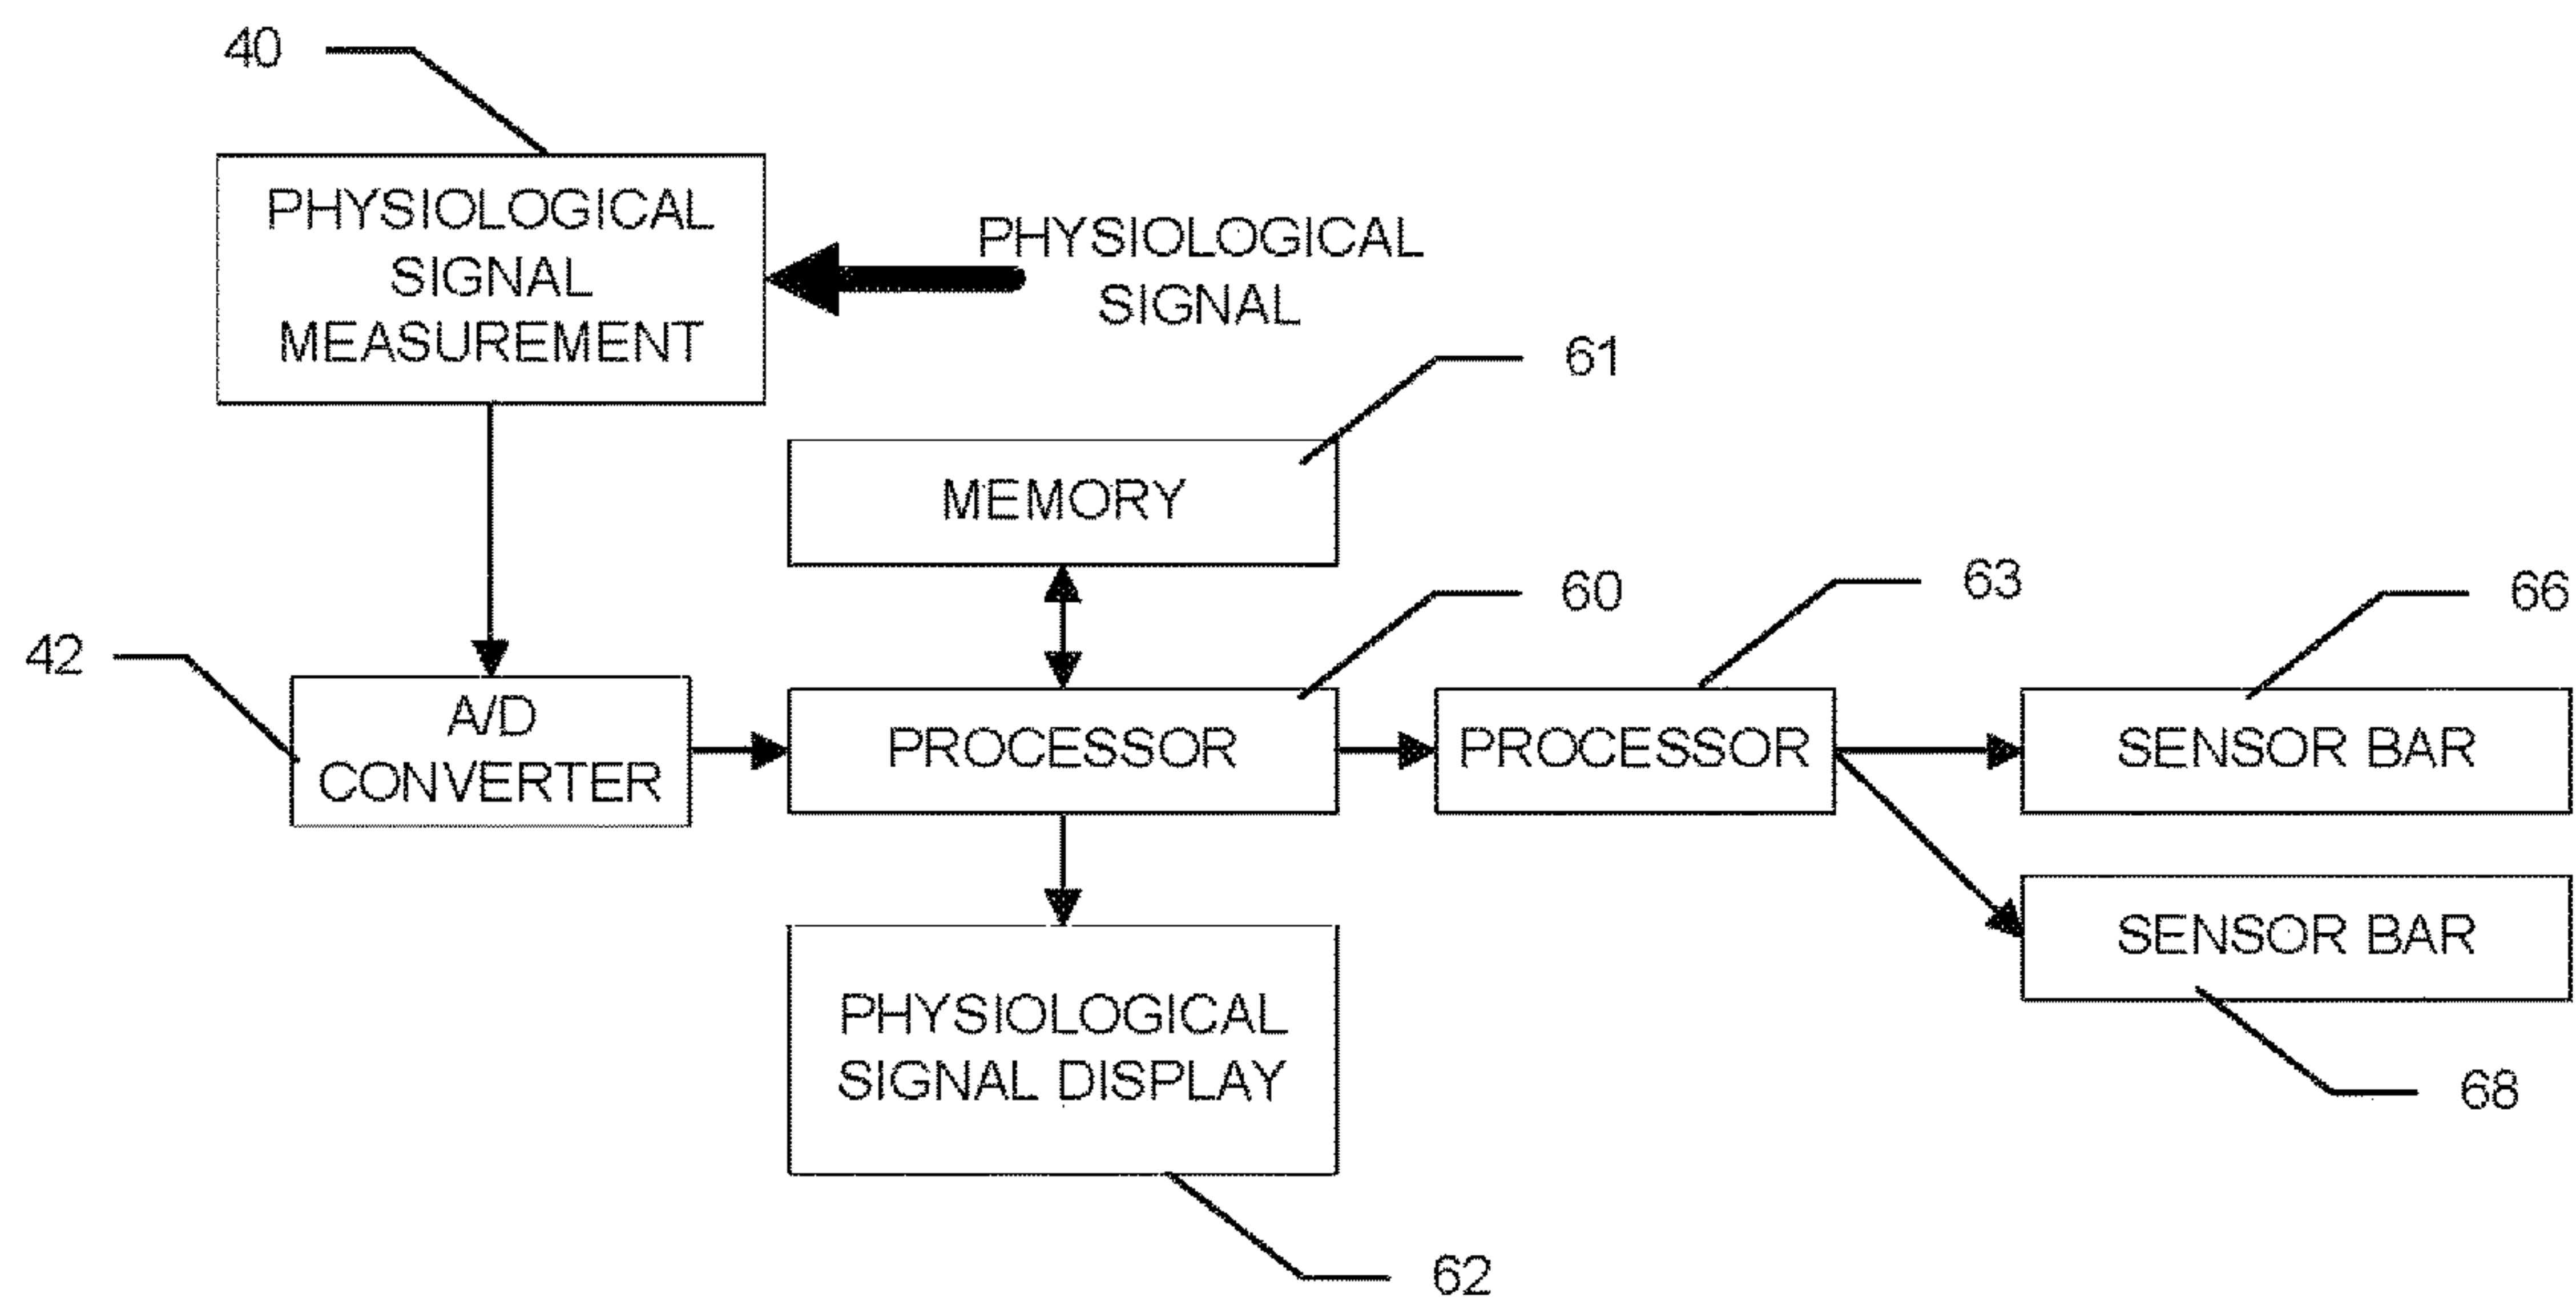 40
PHYSIOLOGICAL
SIGNAL
MEASUREMENT
PHYSIOLOGICAL
SIGNAL
61
MEMORY
42
A/D
CONVERTER
60
PROCESSOR
63
PROCESSOR
66
SENSOR BAR
SENSOR BAR
68
PHYSIOLOGICAL
SIGNAL DISPLAY
62